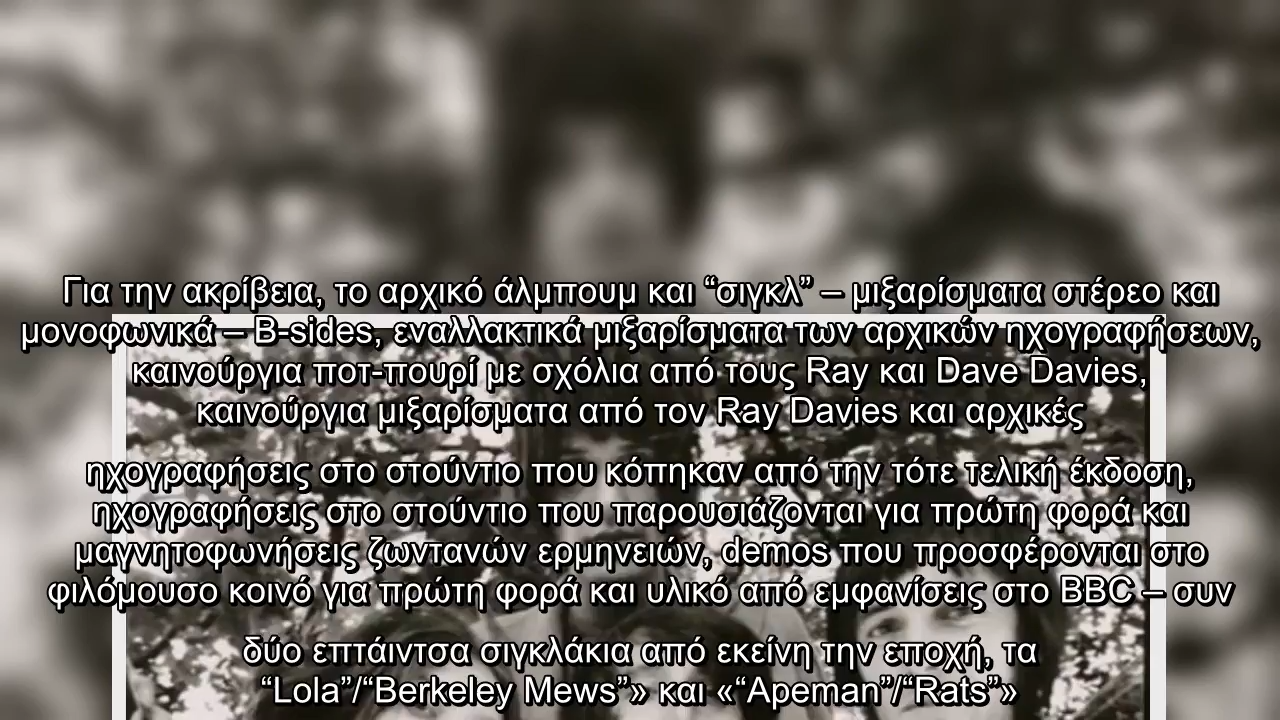 Για την ακρίβεια, το αρχικό άλμπουμ και “σιγκλ” – μιξαρίσματα στέρεο και
μονοφωνικά – B-sides, εναλλακτικά μιξαρίσματα των αρχικών ηχογραφήσεων,
καινούργια ποτ-πουρί με σχόλια από τους Ray και Dave Davies,
καινούργια μιξαρίσματα από τον Ray Davies και αρχικές
ηχογραφήσεις στο στούντιο που κόπηκαν από την τότε τελική έκδοση,
ηχογραφήσεις στο στούντιο που παρουσιάζονται για πρώτη φορά και
μαγνητοφωνήσεις ζωντανών ερμηνειών, demos που προσφέρονται στο
φιλόμουσο κοινό για πρώτη φορά και υλικό από εμφανίσεις στο BBC – συν
δύο επτάιντσα σιγκλάκια από εκείνη την εποχή, τα
“Lola”/“Berkeley Mews”» και «“Apeman”/“Rats”»